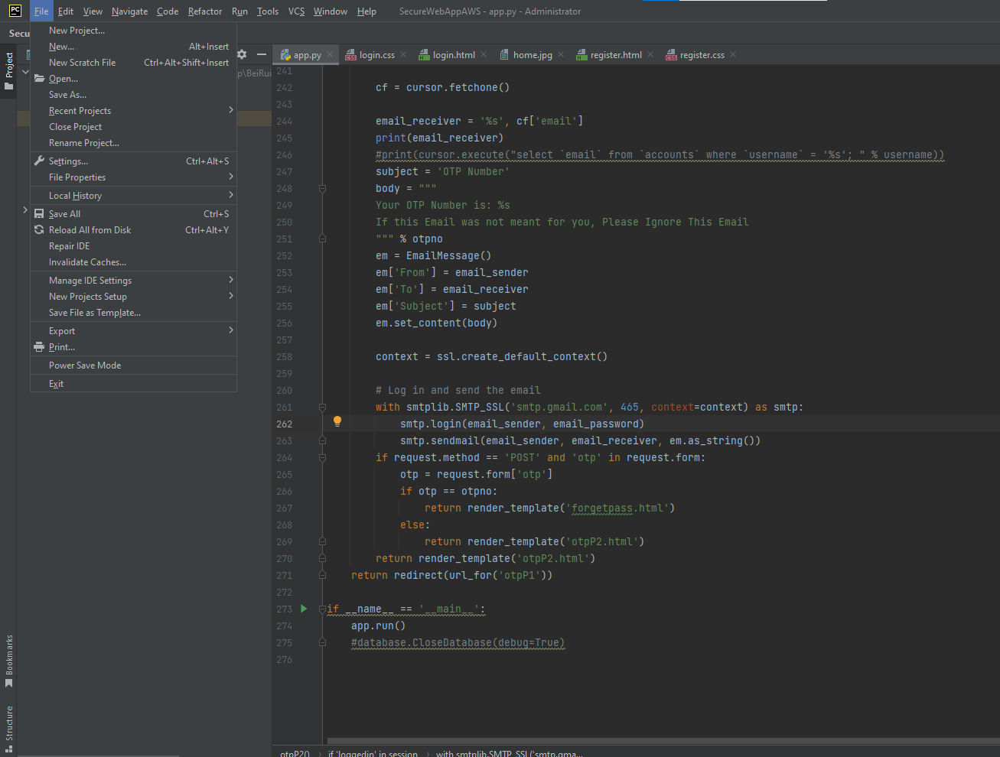 PC File Edit View Navigate Code Refactor Run Tools VCS Window Help SecureWebAppAWS - app.py - Administrator
Secu
New Project...
New... Alt+Insert
New Scratch File Ctrl+Alt+Shift+Insert
Open...
Save As...
Recent Projects
Close Project
Rename Project...
Settings... Ctrl+Alt+S
File Properties
Local History
Save All Ctrl+S
Reload All from Disk Ctrl+Alt+Y
Repair IDE
Invalidate Caches...
Manage IDE Settings
New Projects Setup
Save File as Template...
Export
Print...
Power Save Mode
Exit
Project
Bookmarks
Structure
p\BeiRui
app.py login.css login.html home.jpg register.html register.css
241
242 cf = cursor.fetchone()
243
244 email_receiver = '%s', cf['email']
245 print(email_receiver)
246 #print(cursor.execute("select `email` from `accounts` where `username` = '%s'; " % username))
247 subject = 'OTP Number'
248 body = """
249 Your OTP Number is: %s
250 If this Email was not meant for you, Please Ignore This Email
251 """ % otpno
252 em = EmailMessage()
253 em['From'] = email_sender
254 em['To'] = email_receiver
255 em['Subject'] = subject
256 em.set_content(body)
257
258 context = ssl.create_default_context()
259
260 # Log in and send the email
261 with smtplib.SMTP_SSL('smtp.gmail.com', 465, context=context) as smtp:
262 smtp.login(email_sender, email_password)
263 smtp.sendmail(email_sender, email_receiver, em.as_string())
264 if request.method == 'POST' and 'otp' in request.form:
265 otp = request.form['otp']
266 if otp == otpno:
267 return render_template('forgetpass.html')
268 else:
269 return render_template('otpP2.html')
270 return render_template('otpP2.html')
271 return redirect(url_for('otpP1'))
272
273 if __name__ == '__main__':
274 app.run()
275 #database.CloseDatabase(debug=True)
276
otpP2() if 'loggedin' in session with smtplib.SMTP_SSL('smtp.gma...